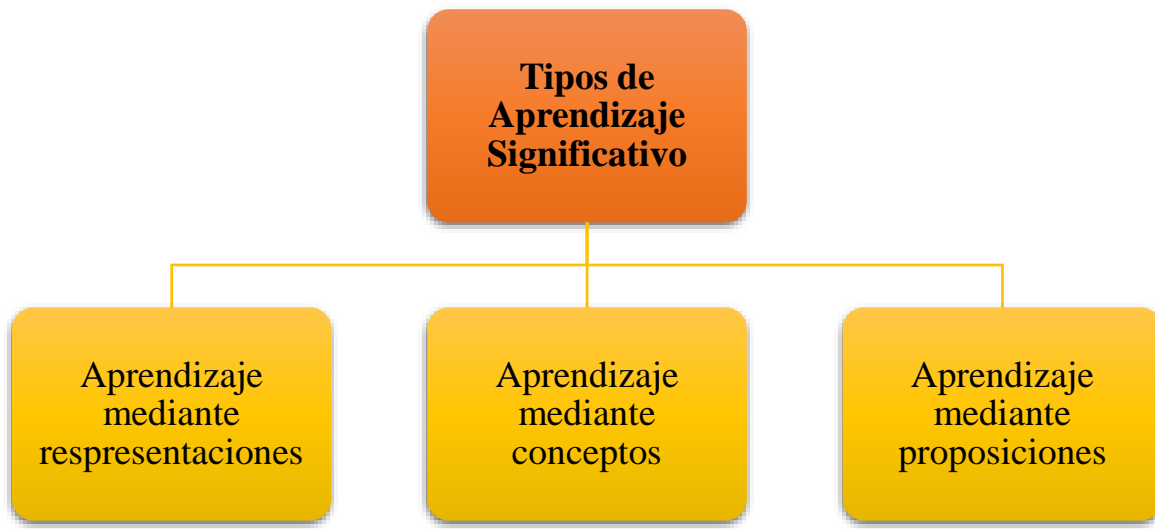 Tipos de
Aprendizaje
Significativo
Aprendizaje
mediante
respresentaciones
Aprendizaje
mediante
conceptos
Aprendizaje
mediante
proposiciones